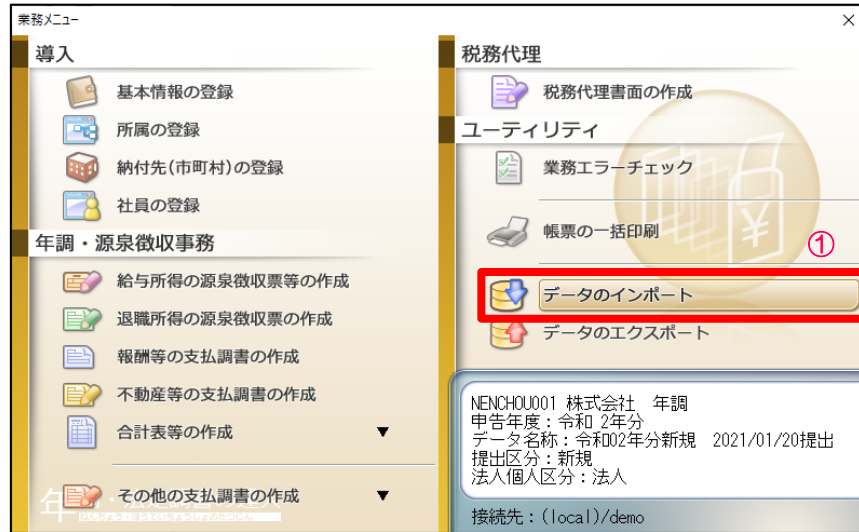 業務メニュー
導入
基本情報の登録
所属の登録
納付先(市町村)の登録
社員の登録
年調・源泉徴収事務
給与所得の源泉徴収票等の作成
退職所得の源泉徴収票の作成
報酬等の支払調書の作成
不動産等の支払調書の作成
合計表等の作成 ▼
その他の支払調書の作成 ▼
税務代理
税務代理書面の作成
ユーティリティ
業務エラーチェック
帳票の一括印刷
①
データのインポート
データのエクスポート
NENCHOU001 株式会社 年調
申告年度：令和 2年分
データ名称：令和02年分新規 2021/01/20提出
提出区分：新規
法人個人区分：法人
接続先：(local)/demo